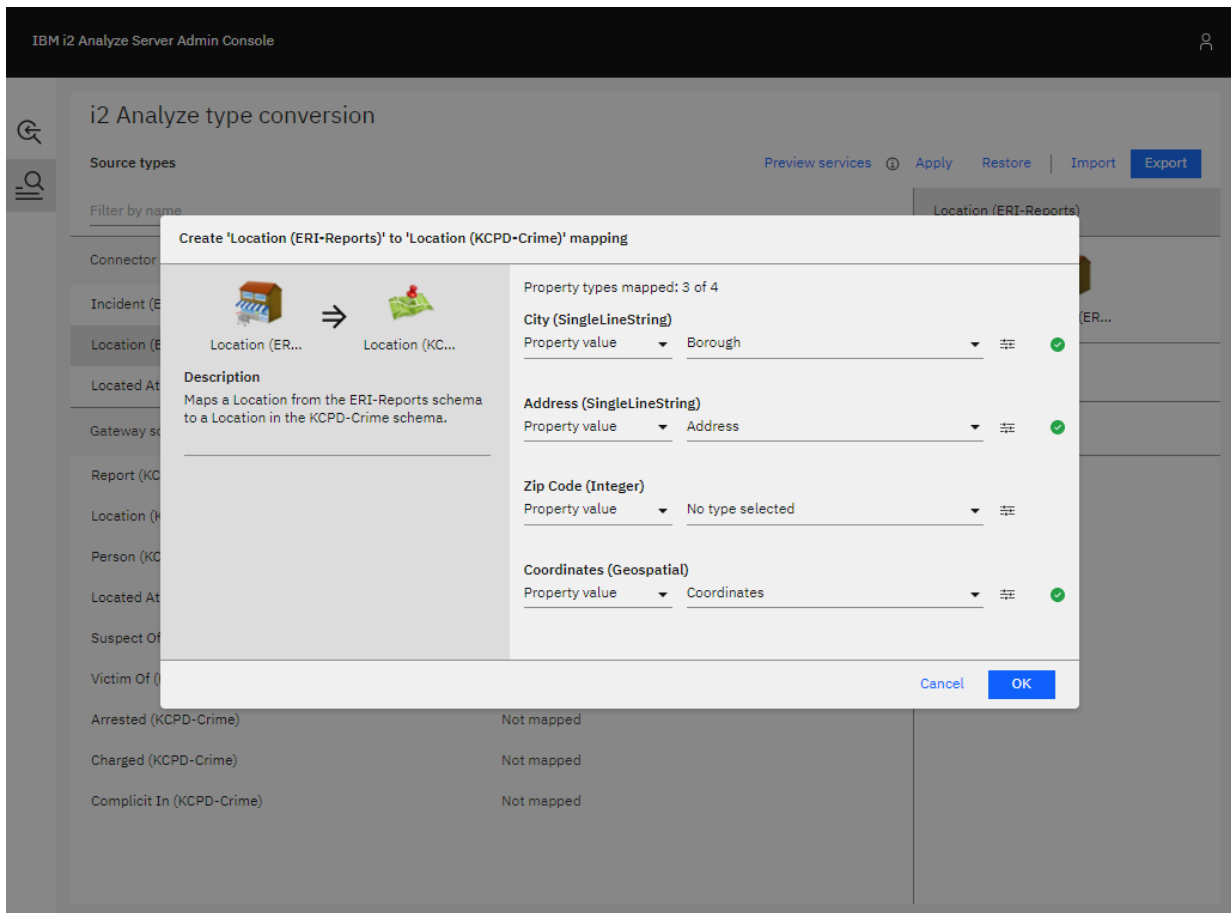 IBM i2 Analyze Server Admin Console
i2 Analyze type conversion
Source types
Preview services Apply Restore | Import Export
Filter by name
Location (ERI-Reports)
Create 'Location (ERI-Reports)' to 'Location (KCPD-Crime)' mapping
Connector
Incident (E
Location (E
Located At
Gateway sc
Report (KC
Location (K
Person (KC
Located At
Suspect Of
Victim Of (
Location (ER...
Location (KC...
Description
Maps a Location from the ERI-Reports schema
to a Location in the KCPD-Crime schema.
Property types mapped: 3 of 4
City (SingleLineString)
Property value Borough
Address (SingleLineString)
Property value Address
Zip Code (Integer)
Property value No type selected
Coordinates (Geospatial)
Property value Coordinates
(ER...
Cancel OK
Arrested (KCPD-Crime) Not mapped
Charged (KCPD-Crime) Not mapped
Complicit In (KCPD-Crime) Not mapped